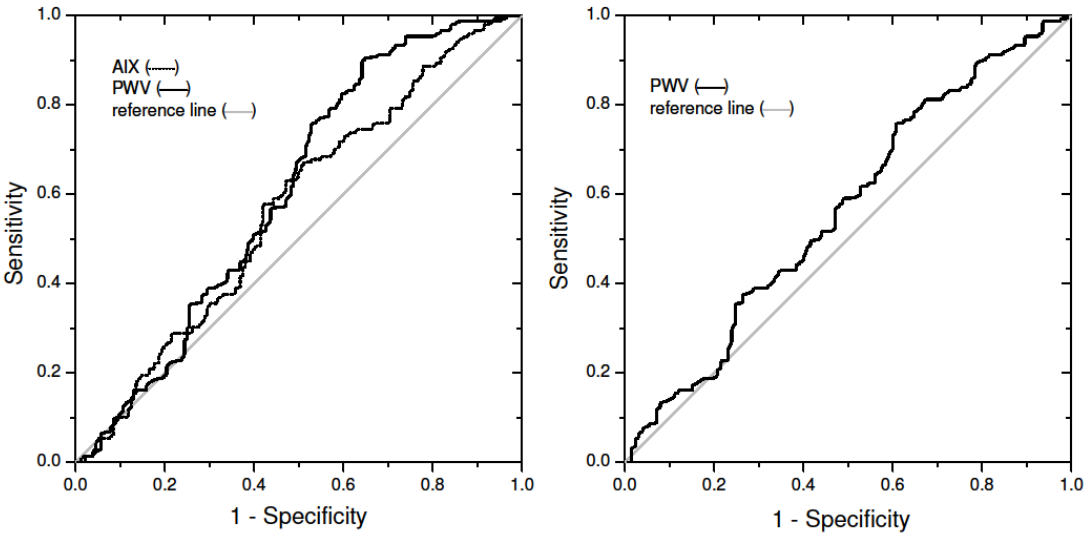 1.0
0.8
0.6
0.4
0.2
0.0
Sensitivity
AIX (......)
PWV (—)
reference line (—)
0.0 0.2 0.4 0.6 0.8 1.0
1 - Specificity
1.0
0.8
0.6
0.4
0.2
0.0
Sensitivity
PWV (—)
reference line (—)
0.0 0.2 0.4 0.6 0.8 1.0
1 - Specificity